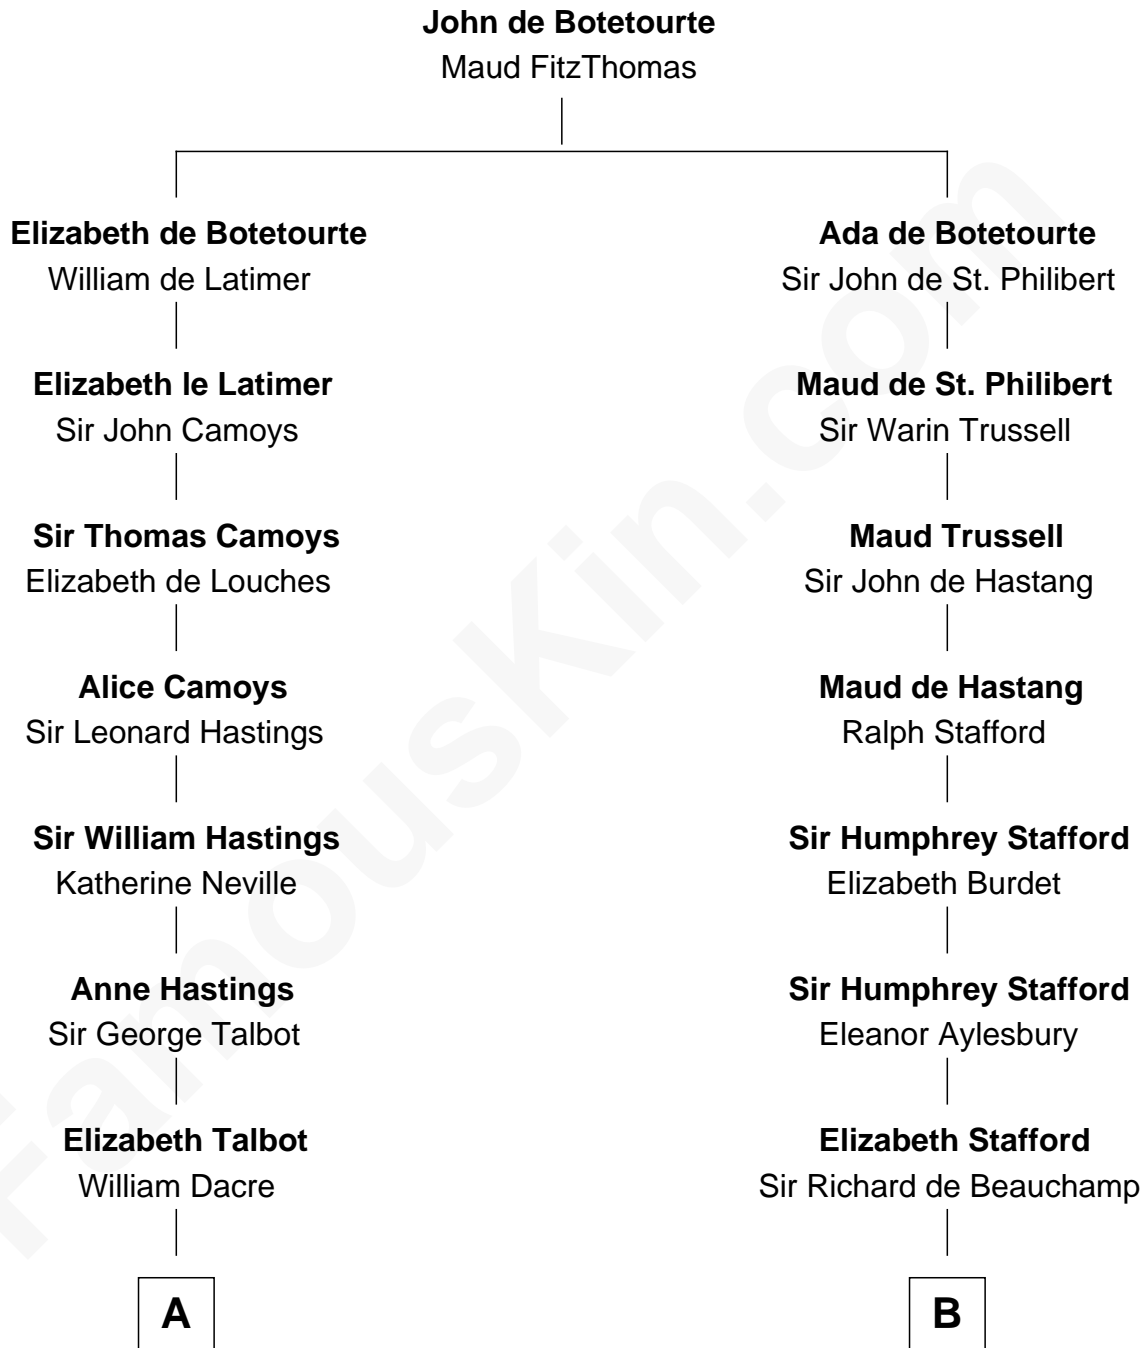 John de Botetourte
Maud FitzThomas
Elizabeth de Botetourte
William de Latimer
Ada de Botetourte
Sir John de St. Philibert
Elizabeth le Latimer
Sir John Camoys
Maud de St. Philibert
Sir Warin Trussell
Sir Thomas Camoys
Elizabeth de Louches
Maud Trussell
Sir John de Hastang
Alice Camoys
Sir Leonard Hastings
Maud de Hastang
Ralph Stafford
Sir William Hastings
Katherine Neville
Sir Humphrey Stafford
Elizabeth Burdet
Anne Hastings
Sir George Talbot
Sir Humphrey Stafford
Eleanor Aylesbury
Elizabeth Talbot
William Dacre
Elizabeth Stafford
Sir Richard de Beauchamp
A
B
FamousKin.com